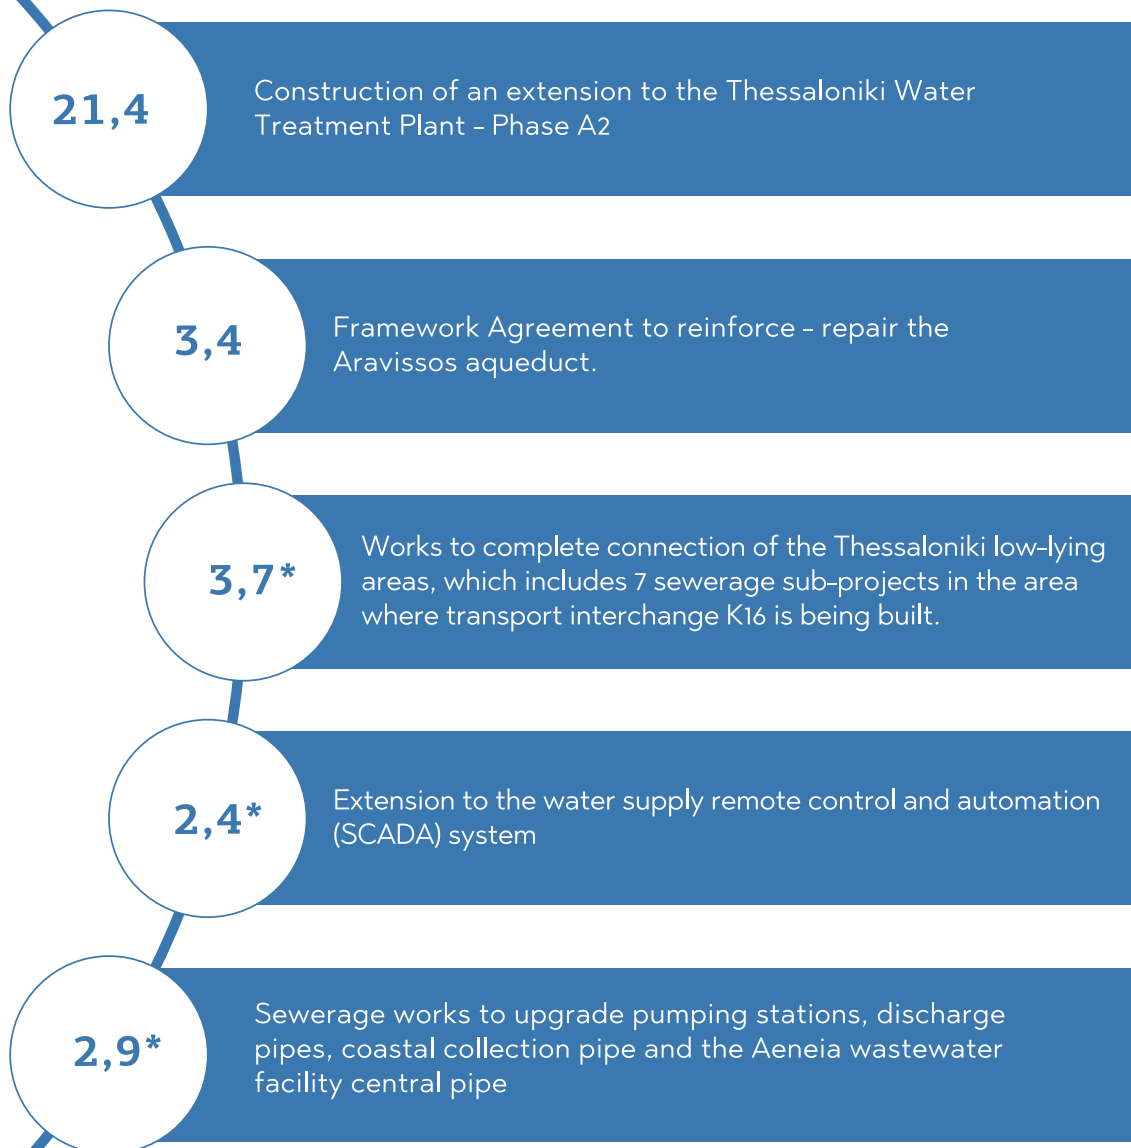 21,4
Construction of an extension to the Thessaloniki Water
Treatment Plant - Phase A2
3,4
Framework Agreement to reinforce - repair the
Aravissos aqueduct.
3,7*
Works to complete connection of the Thessaloniki low-lying
areas, which includes 7 sewerage sub-projects in the area
where transport interchange K16 is being built.
2,4*
Extension to the water supply remote control and automation
(SCADA) system
2,9*
Sewerage works to upgrade pumping stations, discharge
pipes, coastal collection pipe and the Aeneia wastewater
facility central pipe